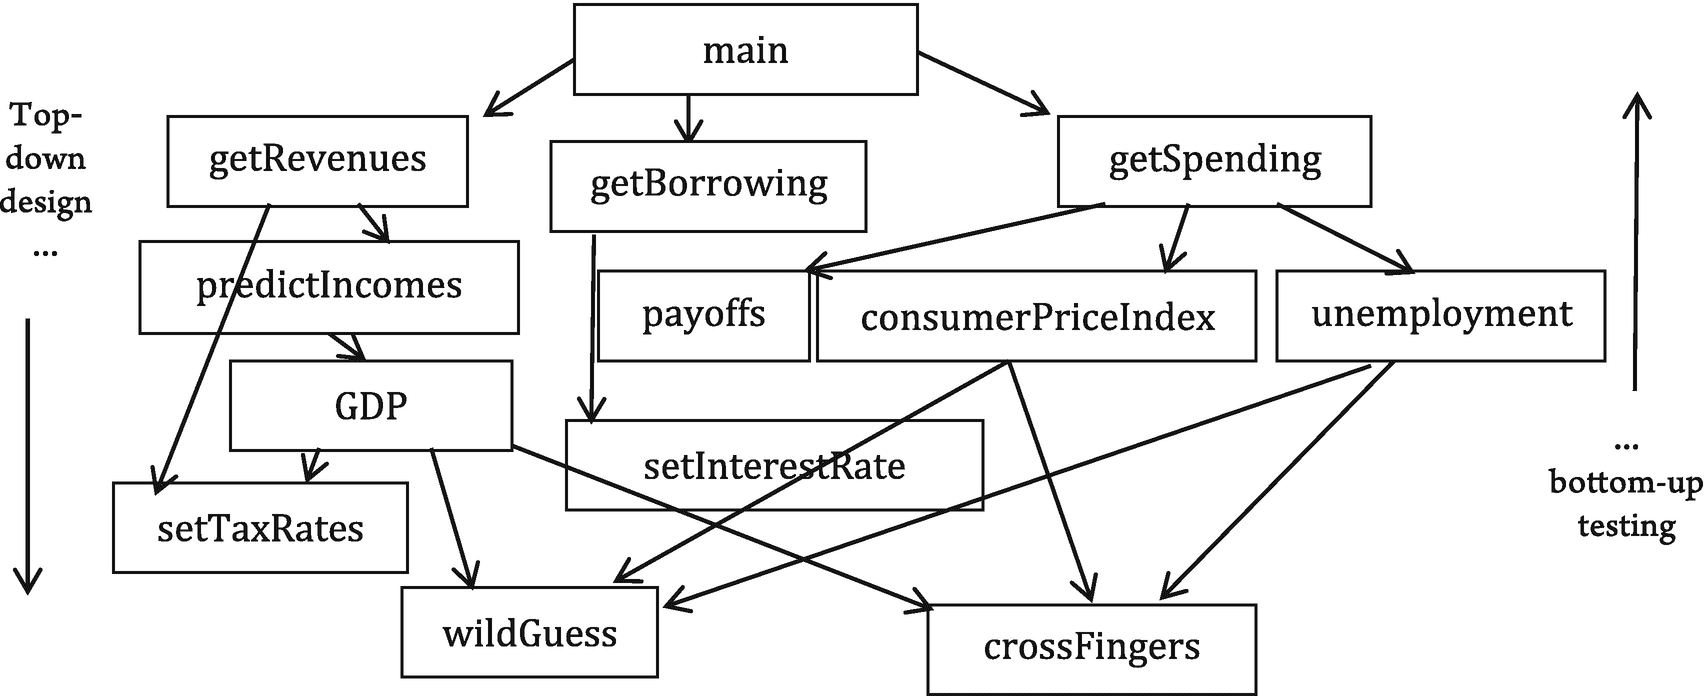 main
Top-
down
design
...
getRevenues
getBorrowing
getSpending
predictIncomes
payoffs
consumerPriceIndex
unemployment
GDP
setInterestRate
setTaxRates
wildGuess
crossFingers
...
bottom-up
testing